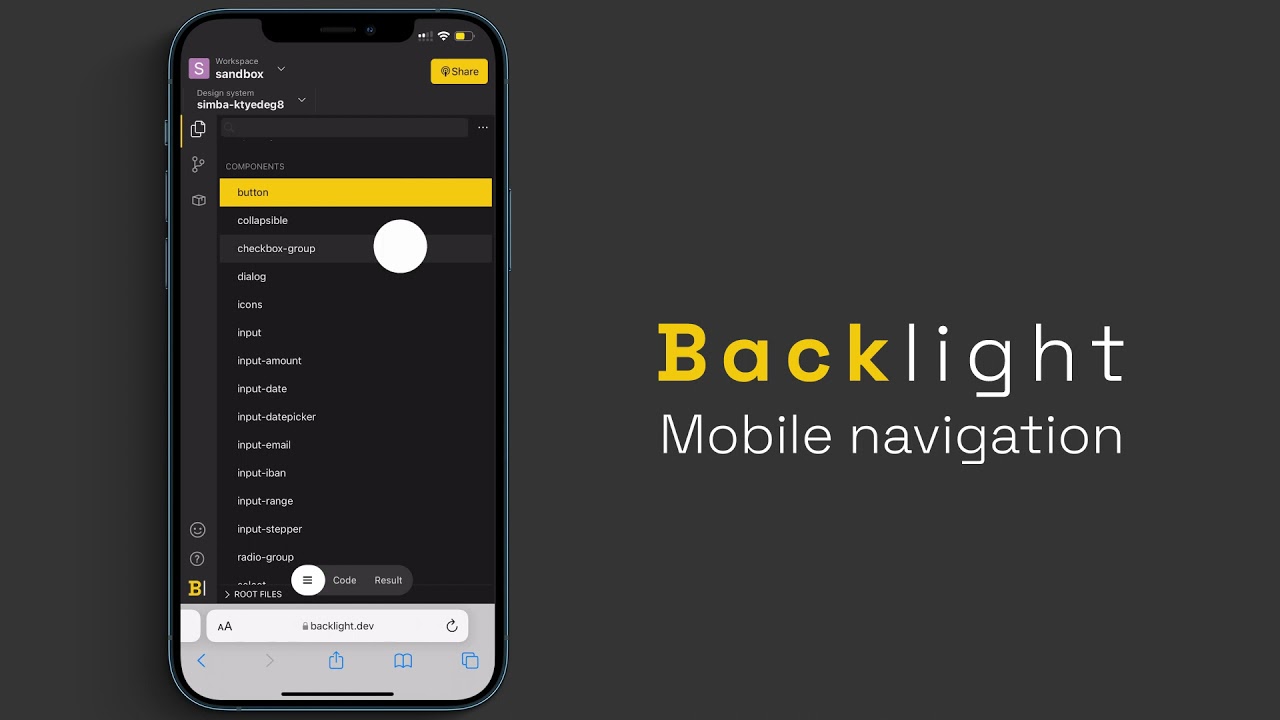 Workspace
S sandbox
Share
Design system
simba-ktyedeg8
COMPONENTS
button
collapsible
checkbox-group
dialog
icons
input
input-amount
input-date
input-datepicker
input-email
input-iban
input-range
input-stepper
radio-group
select
Code Result
ROOT FILES
B|
AA backlight.dev
Backlight
Mobile navigation